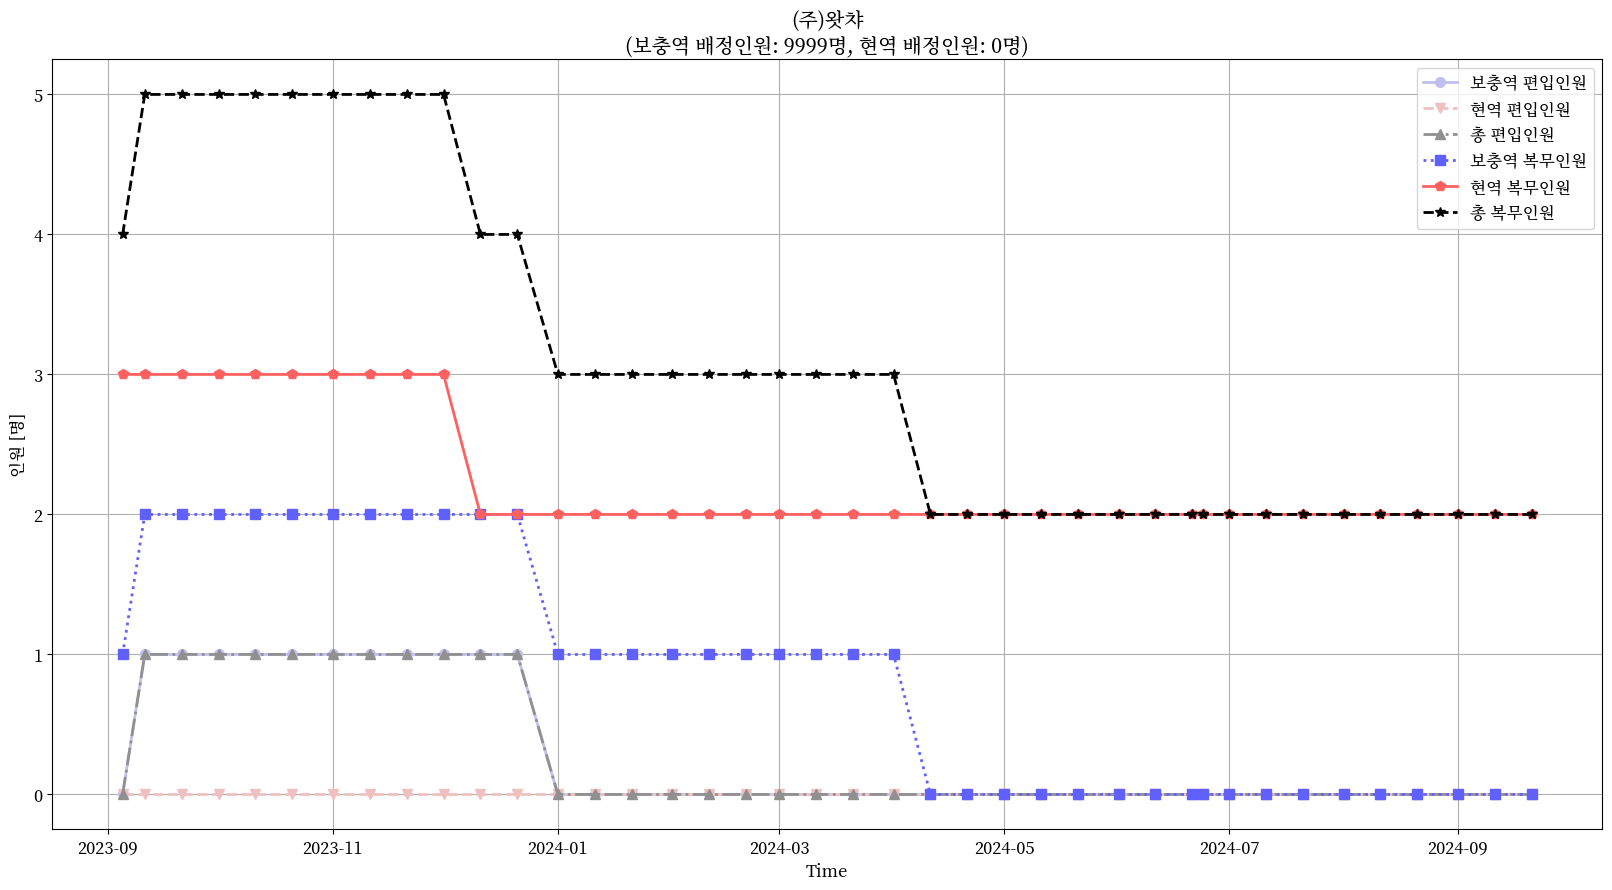 (주)왓챠
(보충역 배정인원: 9999명, 현역 배정인원: 0명)
보충역 편입인원
현역 편입인원
총 편입인원
보충역 복무인원
현역 복무인원
총 복무인원
인원 [명]
5
4
3
2
1
0
2023-09
2023-11
2024-01
2024-03
2024-05
2024-07
2024-09
Time